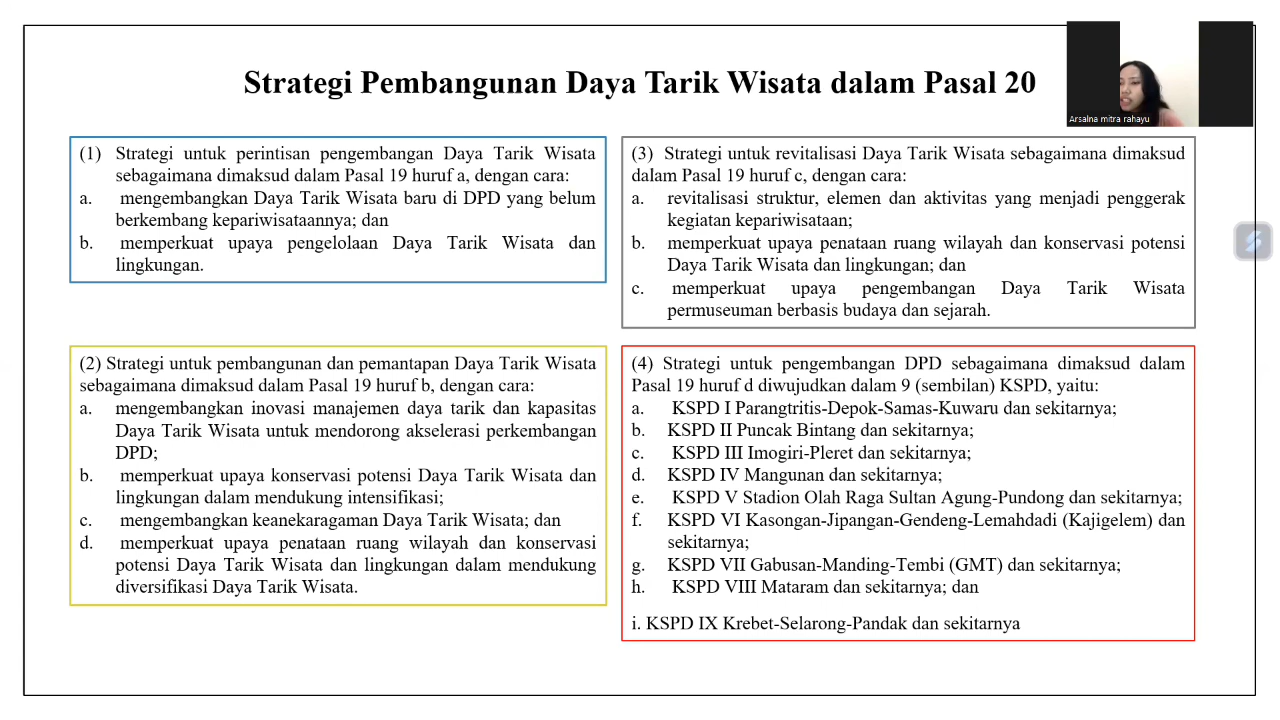 Strategi Pembangunan Daya Tarik Wisata dalam Pasal 20
Arsalna mitra rahayu
(1) Strategi untuk perintisan pengembangan Daya Tarik Wisata
sebagaimana dimaksud dalam Pasal 19 huruf a, dengan cara:
a. mengembangkan Daya Tarik Wisata baru di DPD yang belum
berkembang kepariwisataannya; dan
b. memperkuat upaya pengelolaan Daya Tarik Wisata dan
lingkungan.
(2) Strategi untuk pembangunan dan pemantapan Daya Tarik Wisata
sebagaimana dimaksud dalam Pasal 19 huruf b, dengan cara:
a. mengembangkan inovasi manajemen daya tarik dan kapasitas
Daya Tarik Wisata untuk mendorong akselerasi perkembangan
DPD;
b. memperkuat upaya konservasi potensi Daya Tarik Wisata dan
lingkungan dalam mendukung intensifikasi;
c. mengembangkan keanekaragaman Daya Tarik Wisata; dan
d. memperkuat upaya penataan ruang wilayah dan konservasi
potensi Daya Tarik Wisata dan lingkungan dalam mendukung
diversifikasi Daya Tarik Wisata.
(3) Strategi untuk revitalisasi Daya Tarik Wisata sebagaimana dimaksud
dalam Pasal 19 huruf c, dengan cara:
a. revitalisasi struktur, elemen dan aktivitas yang menjadi penggerak
kegiatan kepariwisataan;
b. memperkuat upaya penataan ruang wilayah dan konservasi potensi
Daya Tarik Wisata dan lingkungan; dan
c. memperkuat upaya pengembangan Daya Tarik Wisata
permuseuman berbasis budaya dan sejarah.
(4) Strategi untuk pengembangan DPD sebagaimana dimaksud dalam
Pasal 19 huruf d diwujudkan dalam 9 (sembilan) KSPD, yaitu:
a. KSPD I Parangtritis-Depok-Samas-Kuwaru dan sekitarnya;
b. KSPD II Puncak Bintang dan sekitarnya;
c. KSPD III Imogiri-Pleret dan sekitarnya;
d. KSPD IV Mangunan dan sekitarnya;
e. KSPD V Stadion Olah Raga Sultan Agung-Pundong dan sekitarnya;
f. KSPD VI Kasongan-Jipangan-Gendeng-Lemahdadi (Kajigelem) dan
sekitarnya;
g. KSPD VII Gabusan-Manding-Tembi (GMT) dan sekitarnya;
h. KSPD VIII Mataram dan sekitarnya; dan
i. KSPD IX Krebet-Selarong-Pandak dan sekitarnya